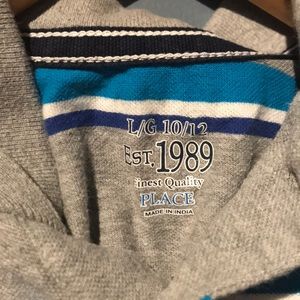 L/G 10/12
EST. 1989
Finest Quality
PLACE
MADE IN INDIA